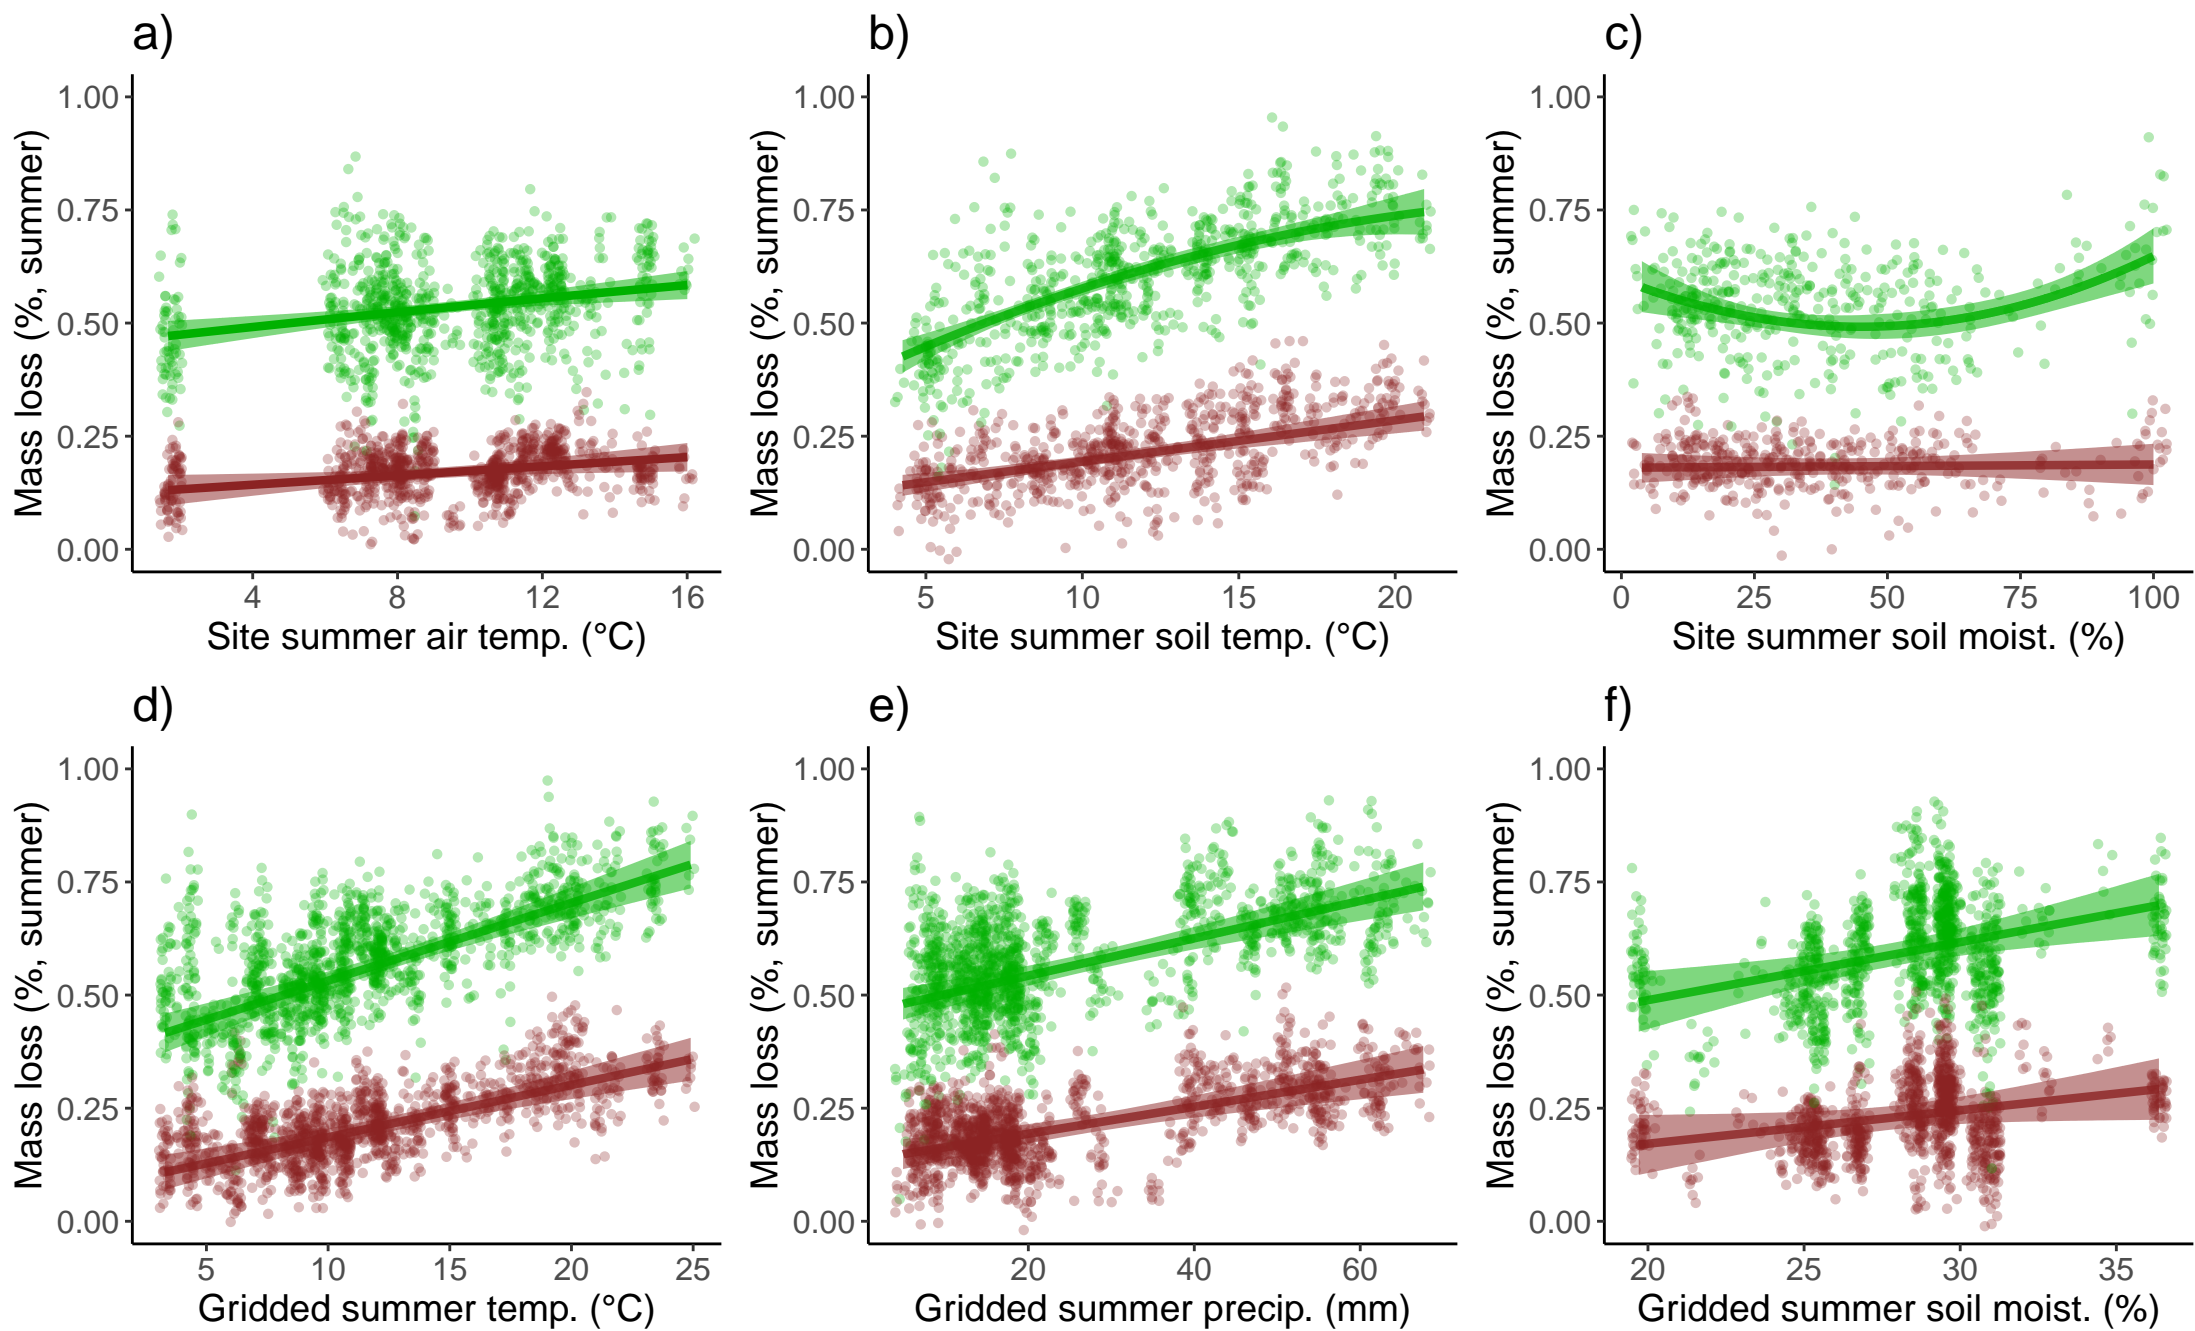 a)
1.00
0.75
0.50
0.25
0.00
Mass loss (%, summer)
4 8 12 16
Site summer air temp. (°C)
b)
1.00
0.75
0.50
0.25
0.00
Mass loss (%, summer)
5 10 15 20
Site summer soil temp. (°C)
c)
1.00
0.75
0.50
0.25
0.00
Mass loss (%, summer)
0 25 50 75 100
Site summer soil moist. (%)
d)
1.00
0.75
0.50
0.25
0.00
Mass loss (%, summer)
5 10 15 20 25
Gridded summer temp. (°C)
e)
1.00
0.75
0.50
0.25
0.00
Mass loss (%, summer)
20 40 60
Gridded summer precip. (mm)
f)
1.00
0.75
0.50
0.25
0.00
Mass loss (%, summer)
20 25 30 35
Gridded summer soil moist. (%)